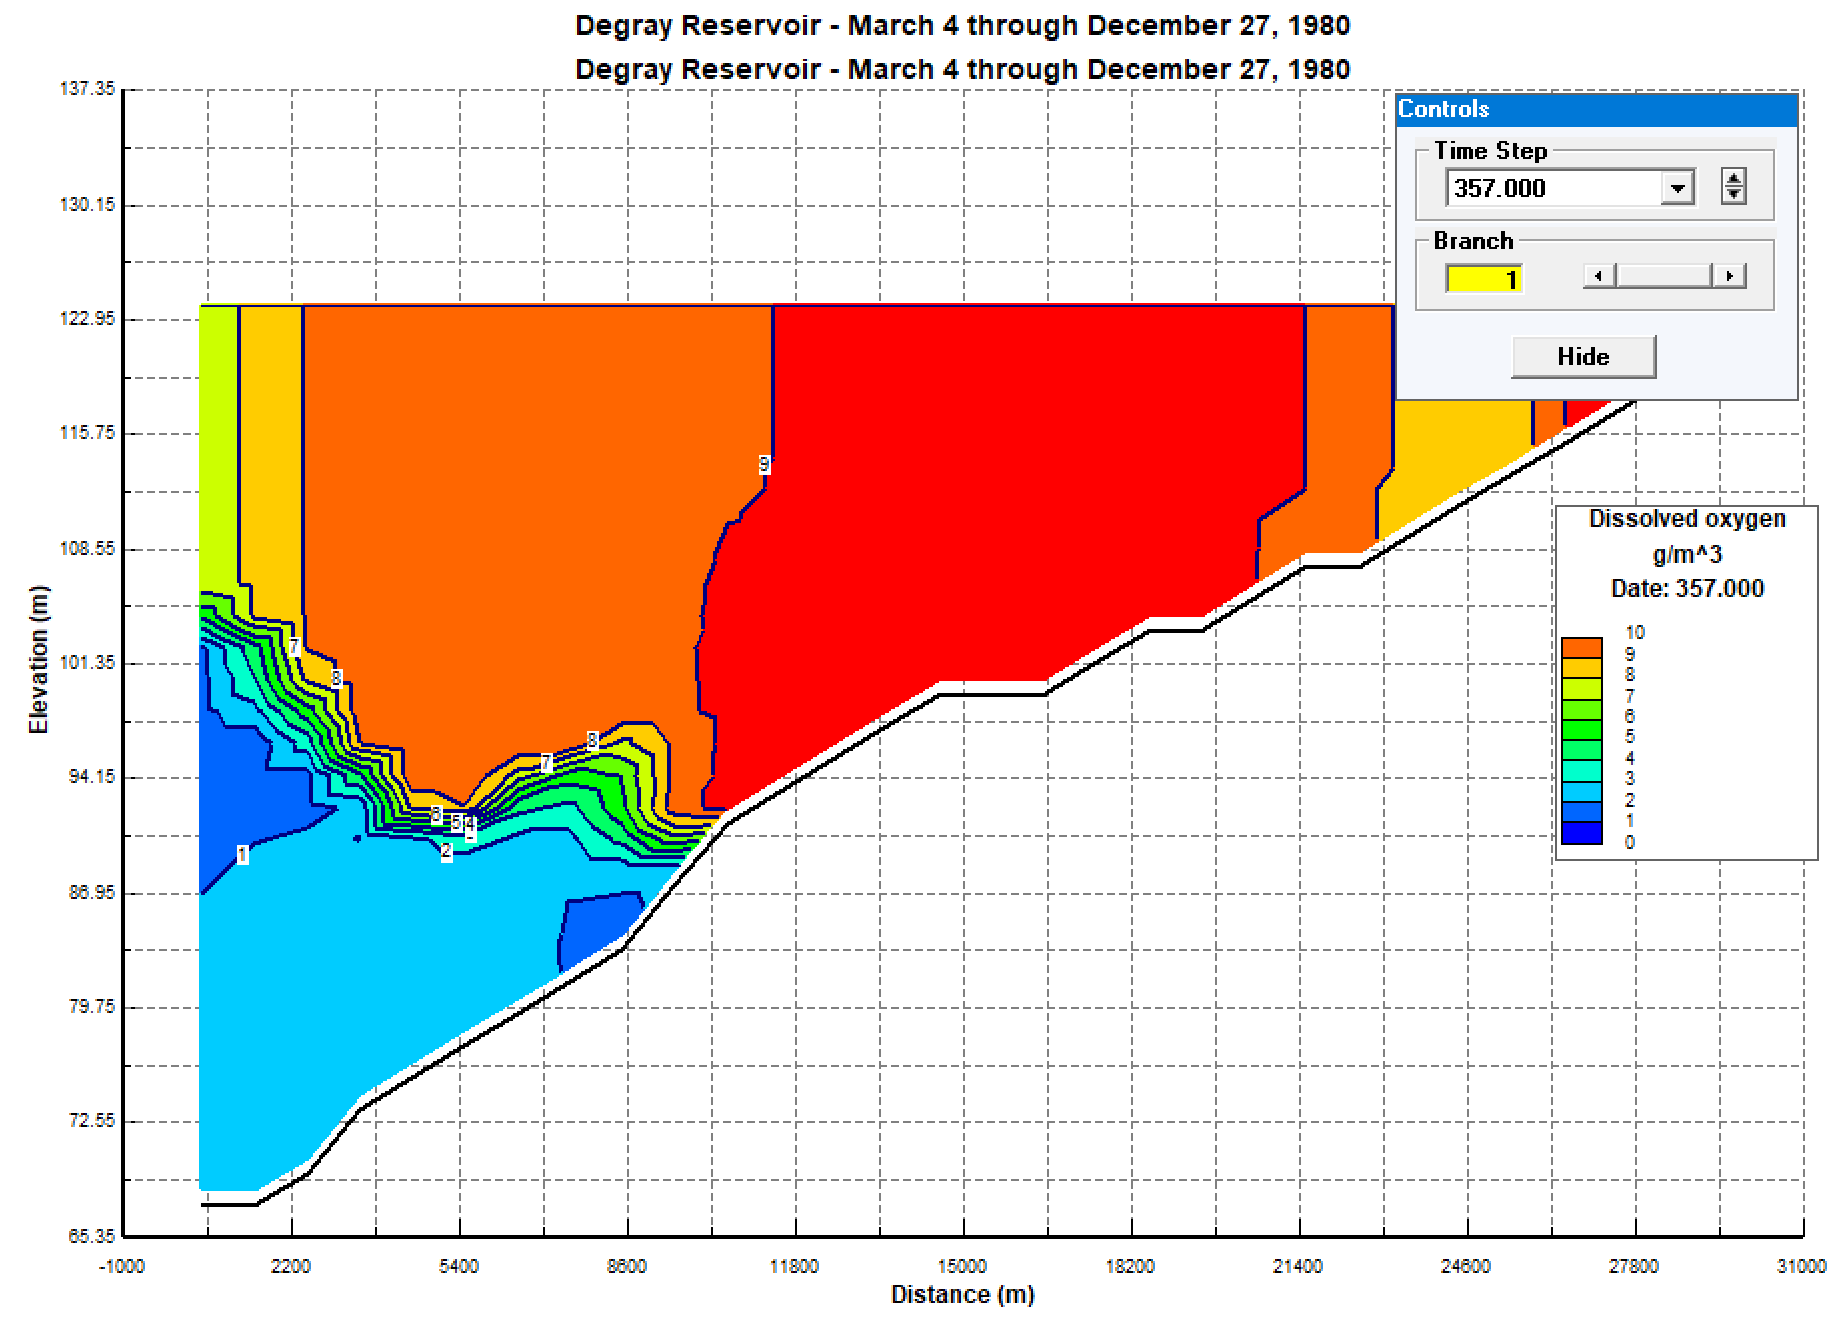 Degray Reservoir - March 4 through December 27, 1980
Degray Reservoir - March 4 through December 27, 1980
137.35
130.15
122.95
115.75
108.55
101.35
94.15
86.95
79.75
72.55
65.35
Elevation (m)
-1000 2200 5400 8600 11800 15000 18200 21400 24600 27800 31000
Distance (m)
Controls
Time Step
357.000
Branch
1
Hide
Dissolved oxygen
g/m^3
Date: 357.000
10
9
8
7
6
5
4
3
2
1
0
9
7
8
8
7
5
4
2
1